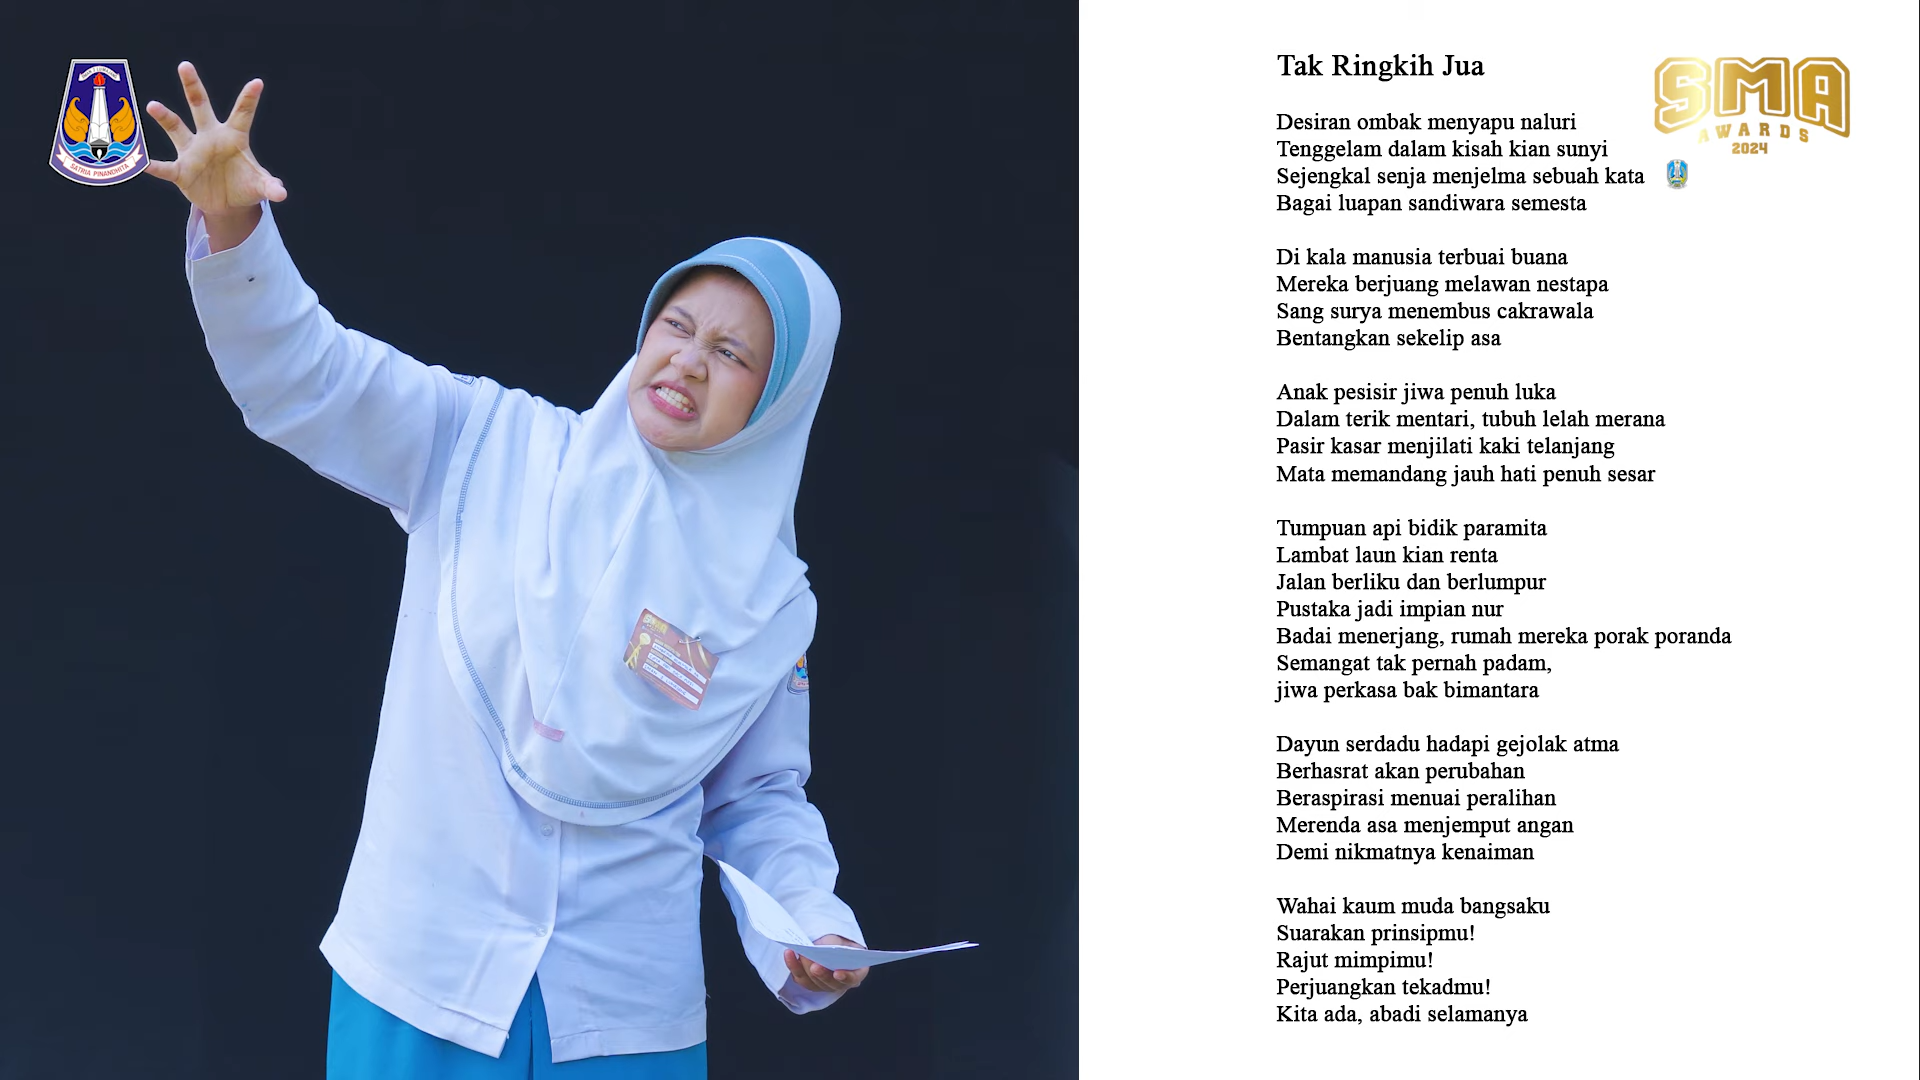 SATRIA PINANDHITA
Tak Ringkih Jua
SMA
AWARDS
2024
Desiran ombak menyapu naluri
Tenggelam dalam kisah kian sunyi
Sejengkal senja menjelma sebuah kata
Bagai luapan sandiwara semesta
Di kala manusia terbuai buana
Mereka berjuang melawan nestapa
Sang surya menembus cakrawala
Bentangkan sekelip asa
Anak pesisir jiwa penuh luka
Dalam terik mentari, tubuh lelah merana
Pasir kasar menjilati kaki telanjang
Mata memandang jauh hati penuh sesar
Tumpuan api bidik paramita
Lambat laun kian renta
Jalan berliku dan berlumpur
Pustaka jadi impian nur
Badai menerjang, rumah mereka porak poranda
Semangat tak pernah padam,
jiwa perkasa bak bimantara
Dayun serdadu hadapi gejolak atma
Berhasrat akan perubahan
Beraspirasi menuai peralihan
Merenda asa menjemput angan
Demi nikmatnya kenaiman
Wahai kaum muda bangsaku
Suarakan prinsipmu!
Rajut mimpimu!
Perjuangkan tekadmu!
Kita ada, abadi selamanya
SMA